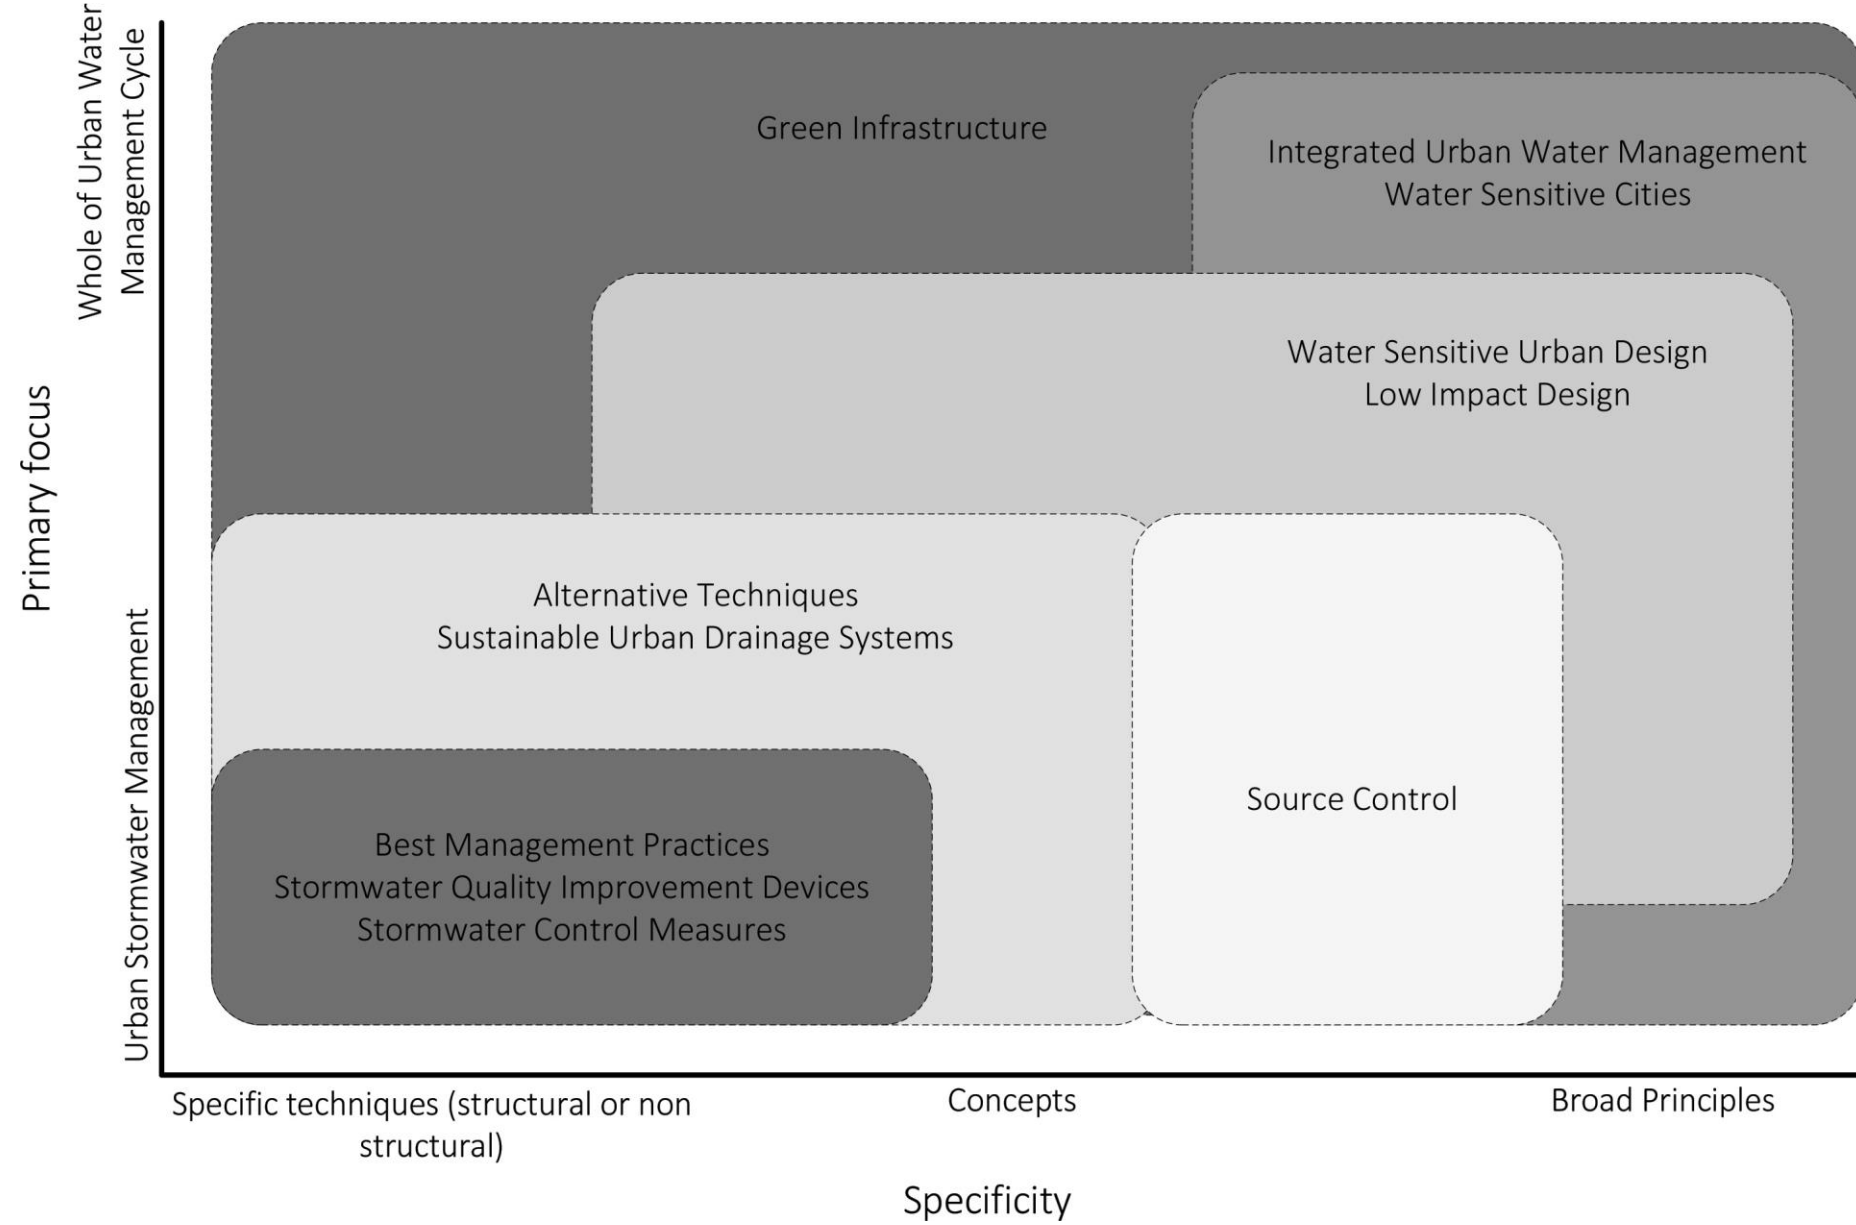 Whole of Urban Water
Management Cycle
Green Infrastructure
Integrated Urban Water Management
Water Sensitive Cities
Water Sensitive Urban Design
Low Impact Design
Primary focus
Alternative Techniques
Sustainable Urban Drainage Systems
Source Control
Best Management Practices
Stormwater Quality Improvement Devices
Stormwater Control Measures
Urban Stormwater Management
Specific techniques (structural or non
structural)
Concepts
Broad Principles
Specificity